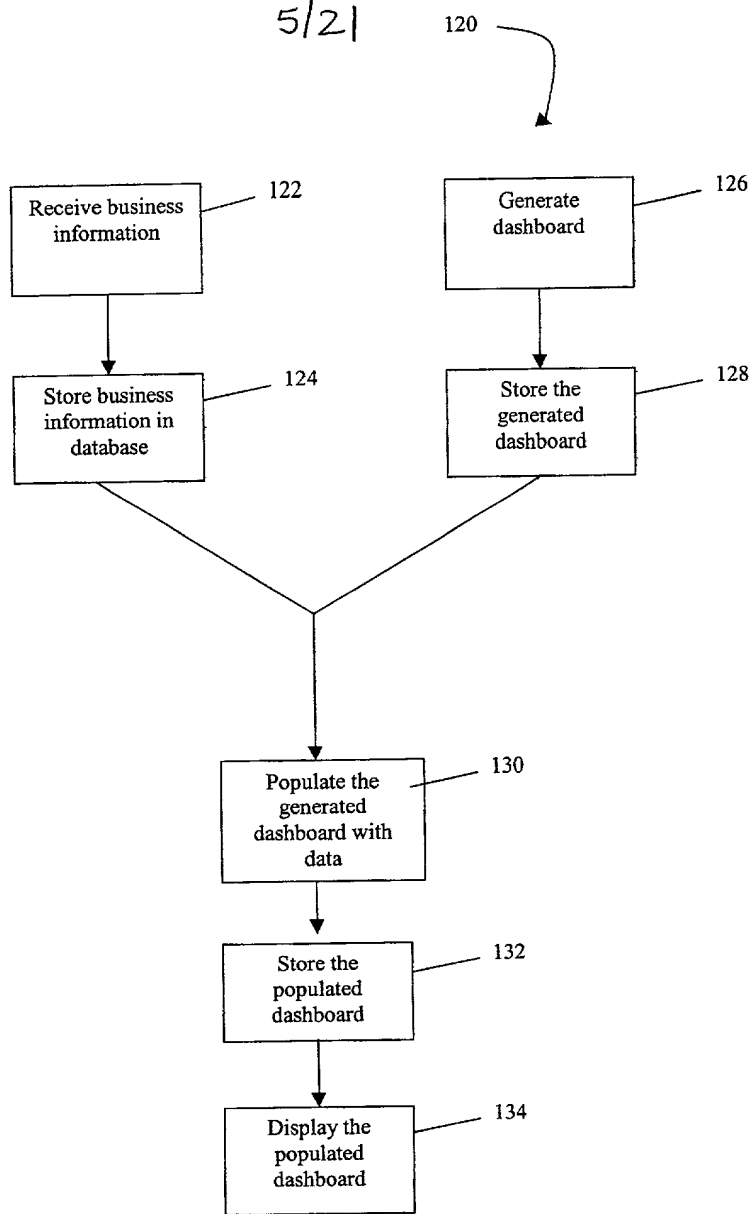 5/21
120
Receive business
information
122
Generate
dashboard
126
Store business
information in
database
124
Store the
generated
dashboard
128
Populate the
generated
dashboard with
data
130
Store the
populated
dashboard
132
Display the
populated
dashboard
134